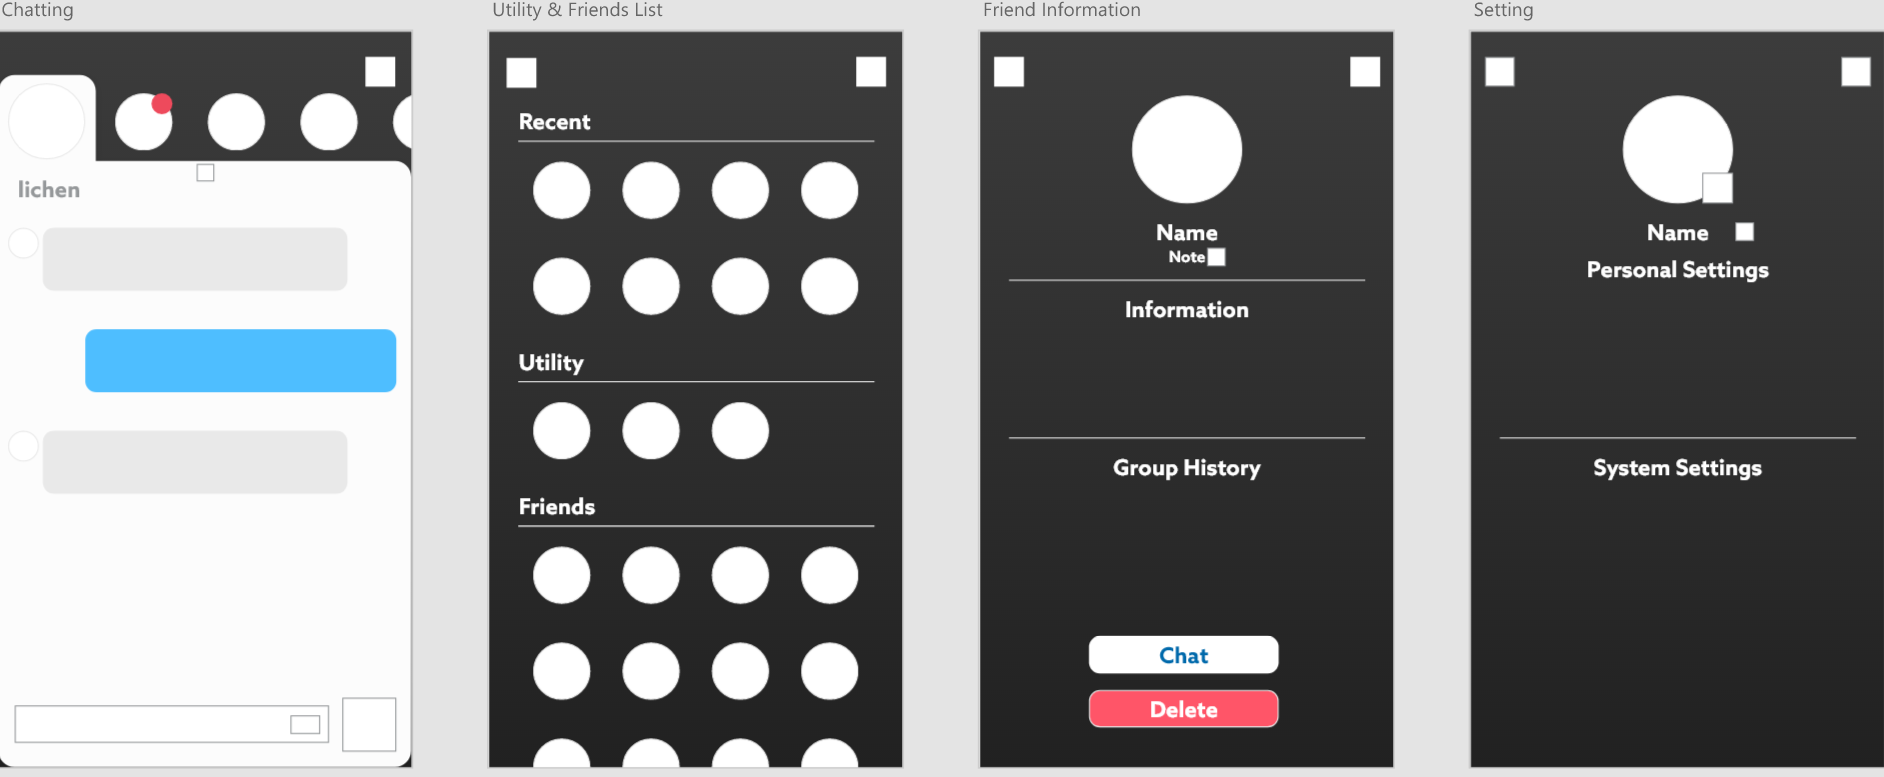 Chatting
lichen
Utility & Friends List
Recent
Utility
Friends
Friend Information
Name
Note
Information
Group History
Chat
Delete
Setting
Name
Personal Settings
System Settings